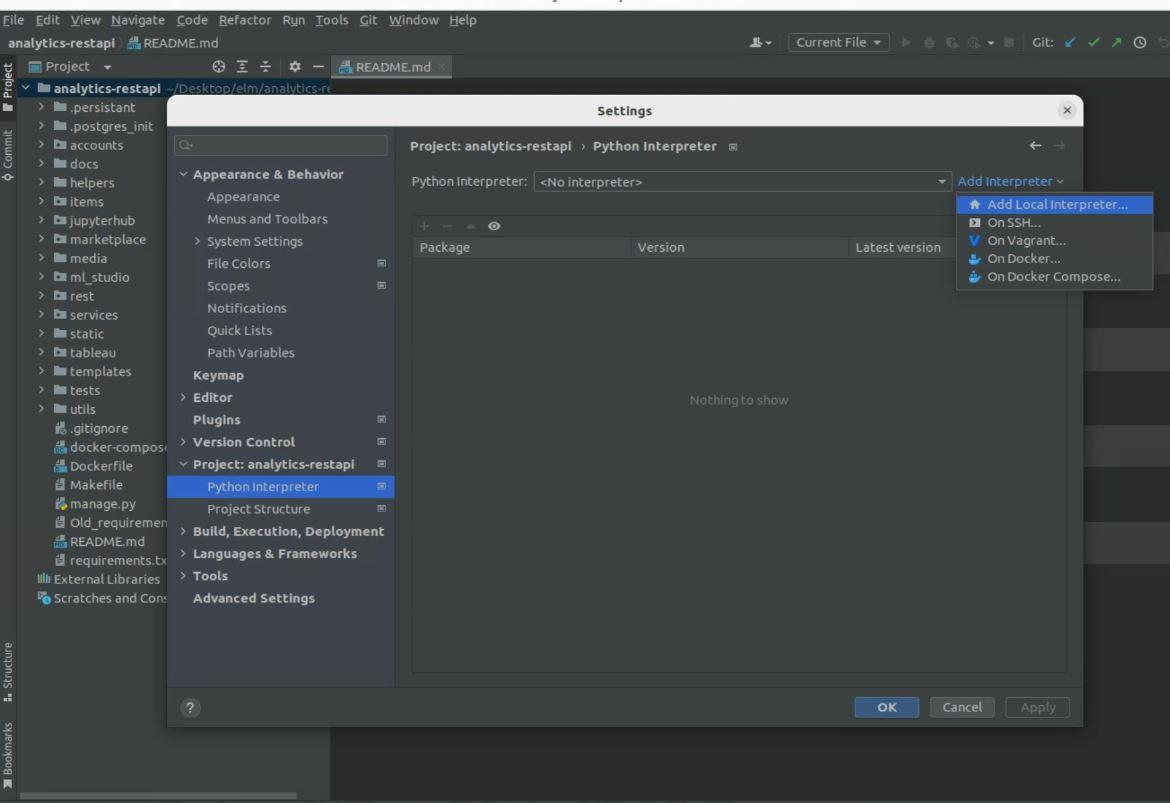 File Edit View Navigate Code Refactor Run Tools Git Window Help
analytics-restapi README.md
Current File
Git:
Project
README.md
Project
Commit
Structure
Bookmarks
analytics-restapi ~/Desktop/elm/analytics-re
.persistant
.postgres_init
accounts
docs
helpers
items
jupyterhub
marketplace
media
ml_studio
rest
services
static
tableau
templates
tests
utils
.gitignore
docker-compose
Dockerfile
Makefile
manage.py
Old_requiremen
README.md
requirements.tx
External Libraries
Scratches and Cons
Settings
Appearance & Behavior
Appearance
Menus and Toolbars
System Settings
File Colors
Scopes
Notifications
Quick Lists
Path Variables
Keymap
Editor
Plugins
Version Control
Project: analytics-restapi
Python Interpreter
Project Structure
Build, Execution, Deployment
Languages & Frameworks
Tools
Advanced Settings
Project: analytics-restapi › Python Interpreter
Python Interpreter: <No interpreter> Add Interpreter
Add Local Interpreter...
On SSH...
On Vagrant...
On Docker...
On Docker Compose...
Package Version Latest version
Nothing to show
? OK Cancel Apply